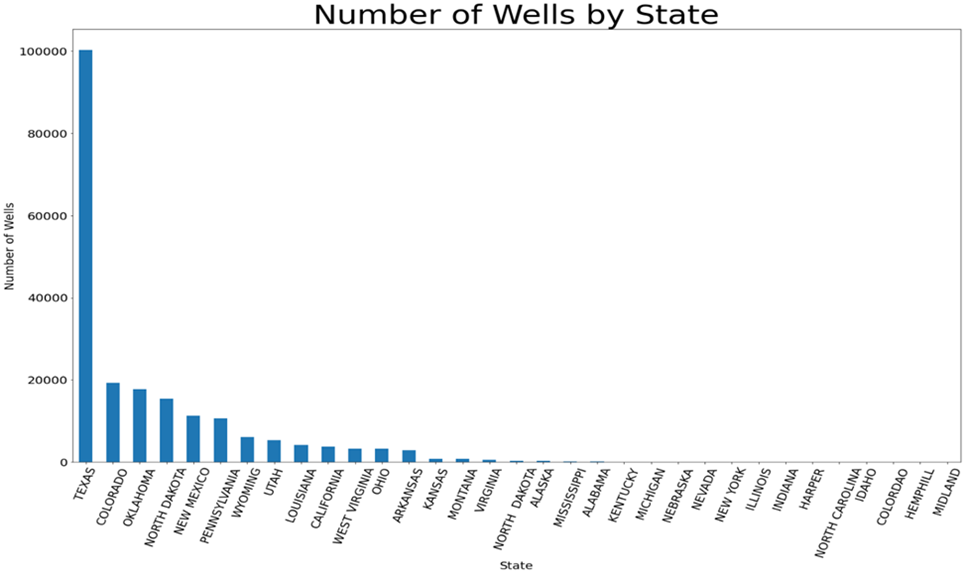 Number of Wells by State
Number of Wells
100000
80000
60000
40000
20000
0
TEXAS
COLORADO
OKLAHOMA
NORTH DAKOTA
NEW MEXICO
PENNSYLVANIA
WYOMING
UTAH
LOUISIANA
CALIFORNIA
WEST VIRGINIA
OHIO
ARKANSAS
KANSAS
MONTANA
VIRGINIA
NORTH  DAKOTA
ALASKA
MISSISSIPPI
ALABAMA
KENTUCKY
MICHIGAN
NEBRASKA
NEVADA
NEW YORK
ILLINOIS
INDIANA
HARPER
NORTH CAROLINA
IDAHO
COLORDAO
HEMPHILL
MIDLAND
State